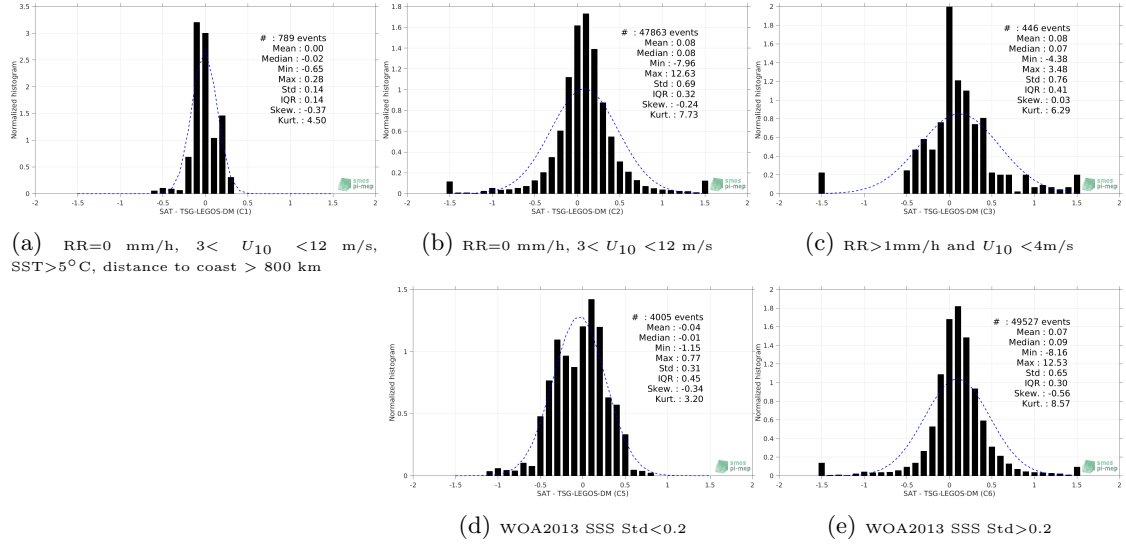 3.5
3
2.5
2
1.5
1
0.5
0
Normalized histogram
# : 789 events
Mean : 0.00
Median : -0.02
Min : -0.65
Max : 0.28
Std : 0.14
IQR : 0.14
Skew. : -0.37
Kurt. : 4.50
smos
pi-mep
-2 -1.5 -1 -0.5 0 0.5 1 1.5 2
SAT - TSG-LEGOS-DM (C1)
(a) RR=0 mm/h, 3< U10 <12 m/s,
SST>5°C, distance to coast > 800 km
1.8
1.6
1.4
1.2
1
0.8
0.6
0.4
0.2
0
Normalized histogram
# : 47863 events
Mean : 0.08
Median : 0.08
Min : -7.96
Max : 12.63
Std : 0.69
IQR : 0.32
Skew. : -0.24
Kurt. : 7.73
smos
pi-mep
-2 -1.5 -1 -0.5 0 0.5 1 1.5 2
SAT - TSG-LEGOS-DM (C2)
(b) RR=0 mm/h, 3< U10 <12 m/s
2
1.8
1.6
1.4
1.2
1
0.8
0.6
0.4
0.2
0
Normalized histogram
# : 446 events
Mean : 0.08
Median : 0.07
Min : -4.38
Max : 3.48
Std : 0.76
IQR : 0.41
Skew. : 0.03
Kurt. : 6.29
smos
pi-mep
-2 -1.5 -1 -0.5 0 0.5 1 1.5 2
SAT - TSG-LEGOS-DM (C3)
(c) RR>1mm/h and U10 <4m/s
1.5
1
0.5
0
Normalized histogram
# : 4005 events
Mean : -0.04
Median : -0.01
Min : -1.15
Max : 0.77
Std : 0.31
IQR : 0.45
Skew. : -0.34
Kurt. : 3.20
smos
pi-mep
-2 -1.5 -1 -0.5 0 0.5 1 1.5 2
SAT - TSG-LEGOS-DM (C5)
(d) WOA2013 SSS Std<0.2
2
1.8
1.6
1.4
1.2
1
0.8
0.6
0.4
0.2
0
Normalized histogram
# : 49527 events
Mean : 0.07
Median : 0.09
Min : -8.16
Max : 12.53
Std : 0.65
IQR : 0.30
Skew. : -0.56
Kurt. : 8.57
smos
pi-mep
-2 -1.5 -1 -0.5 0 0.5 1 1.5 2
SAT - TSG-LEGOS-DM (C6)
(e) WOA2013 SSS Std>0.2